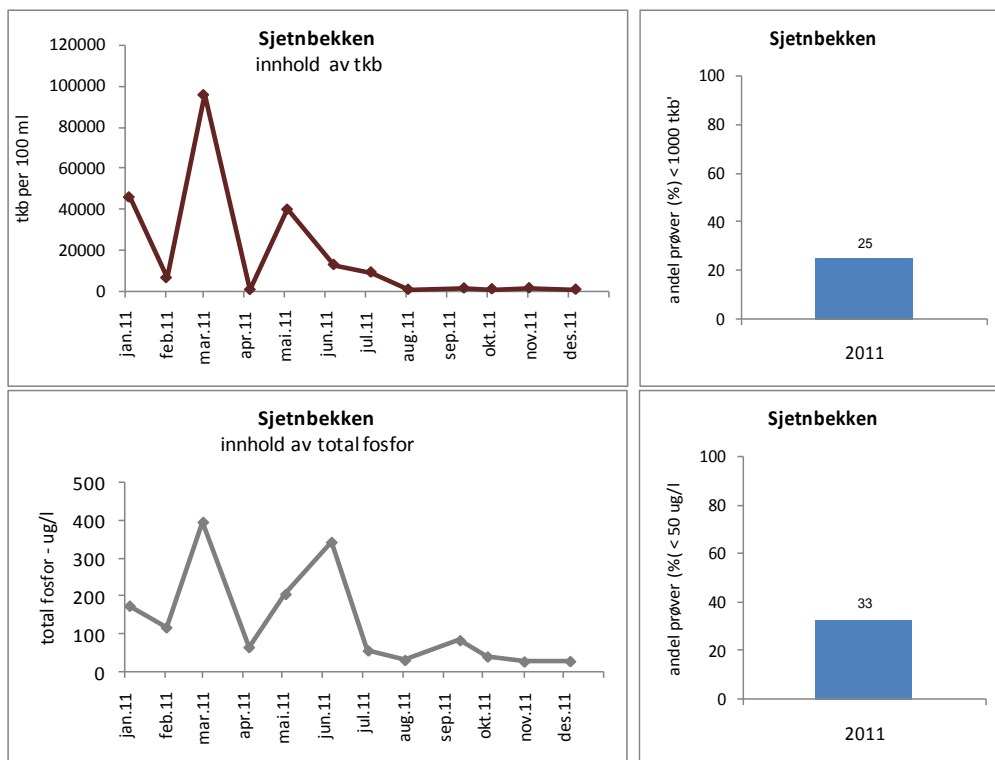 Sjetnbekken
innhold av tkb
tkb per 100 ml
120000
100000
80000
60000
40000
20000
0
jan.11
feb.11
mar.11
apr.11
mai.11
jun.11
jul.11
aug.11
sep.11
okt.11
nov.11
des.11
Sjetnbekken
andel prøver (%) < 1000 tkb'
100
80
60
40
20
0
25
2011
Sjetnbekken
innhold av total fosfor
total fosfor - ug/l
500
400
300
200
100
0
jan.11
feb.11
mar.11
apr.11
mai.11
jun.11
jul.11
aug.11
sep.11
okt.11
nov.11
des.11
Sjetnbekken
andel prøver (%( < 50 ug/l
100
80
60
40
20
0
33
2011